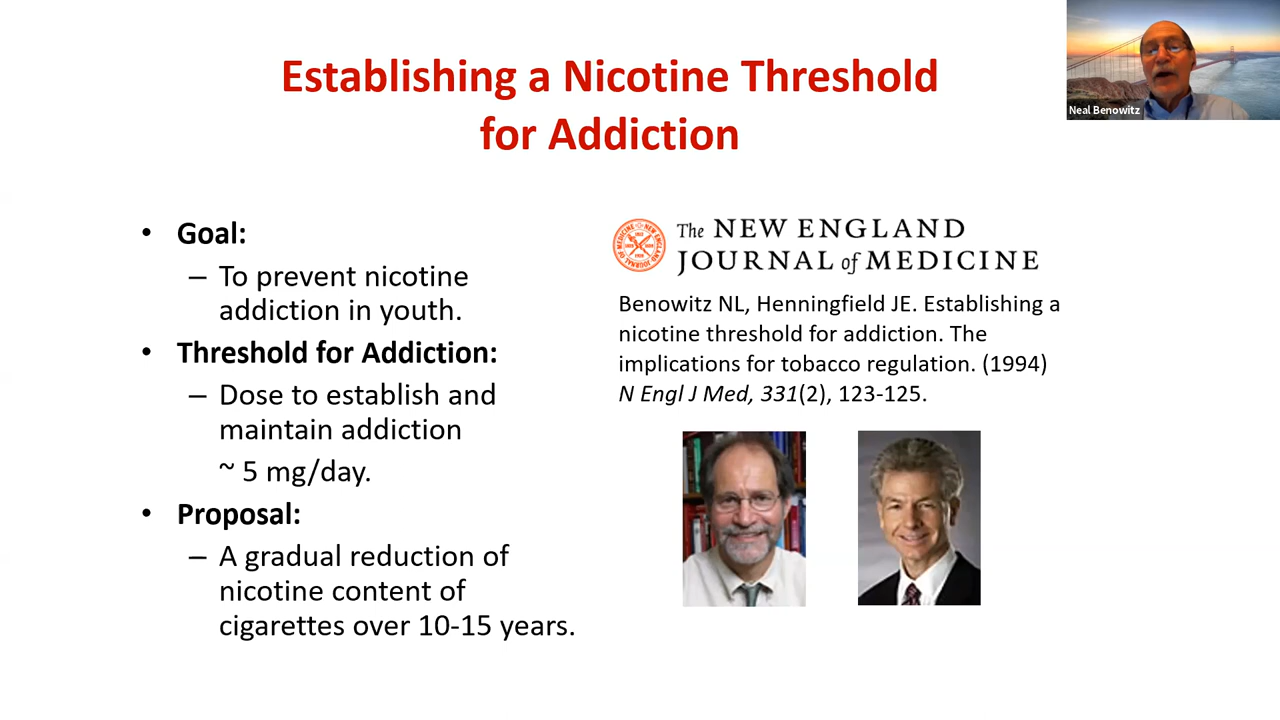 Establishing a Nicotine Threshold
for Addiction
Neal Benowitz
• Goal:
– To prevent nicotine
addiction in youth.
• Threshold for Addiction:
– Dose to establish and
maintain addiction
~ 5 mg/day.
• Proposal:
– A gradual reduction of
nicotine content of
cigarettes over 10-15 years.
The NEW ENGLAND
JOURNAL of MEDICINE
Benowitz NL, Henningfield JE. Establishing a
nicotine threshold for addiction. The
implications for tobacco regulation. (1994)
N Engl J Med, 331(2), 123-125.